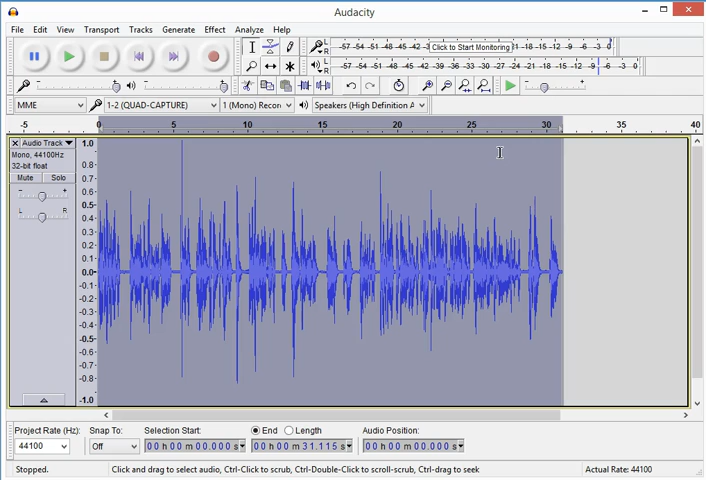 Audacity
File Edit View Transport Tracks Generate Effect Analyze Help
L R -57 -54 -51 -48 -45 -42 -3 Click to Start Monitoring -18 -15 -12 -9 -6 -3 0
L R -57 -54 -51 -48 -45 -42 -39 -36 -33 -30 -27 -24 -21 -18 -15 -12 -9 -6 -3 0
MME 1-2 (QUAD-CAPTURE) 1 (Mono) Recor Speakers (High Definition A
-5 0 5 10 15 20 25 30 35 40
Audio Track
Mono, 44100Hz
32-bit float
Mute Solo
- +
L R
1.0
0.8
0.7
0.6
0.5
0.4
0.3
0.2
0.1
0.0
-0.1
-0.2
-0.3
-0.4
-0.5
-0.6
-0.7
-0.8
-1.0
Project Rate (Hz): Snap To: Selection Start: End Length Audio Position:
44100 Off 00 h 00 m 00.000 s 00 h 00 m 31.115 s 00 h 00 m 00.000 s
Stopped. Click and drag to select audio, Ctrl-Click to scrub, Ctrl-Double-Click to scroll-scrub, Ctrl-drag to seek Actual Rate: 44100